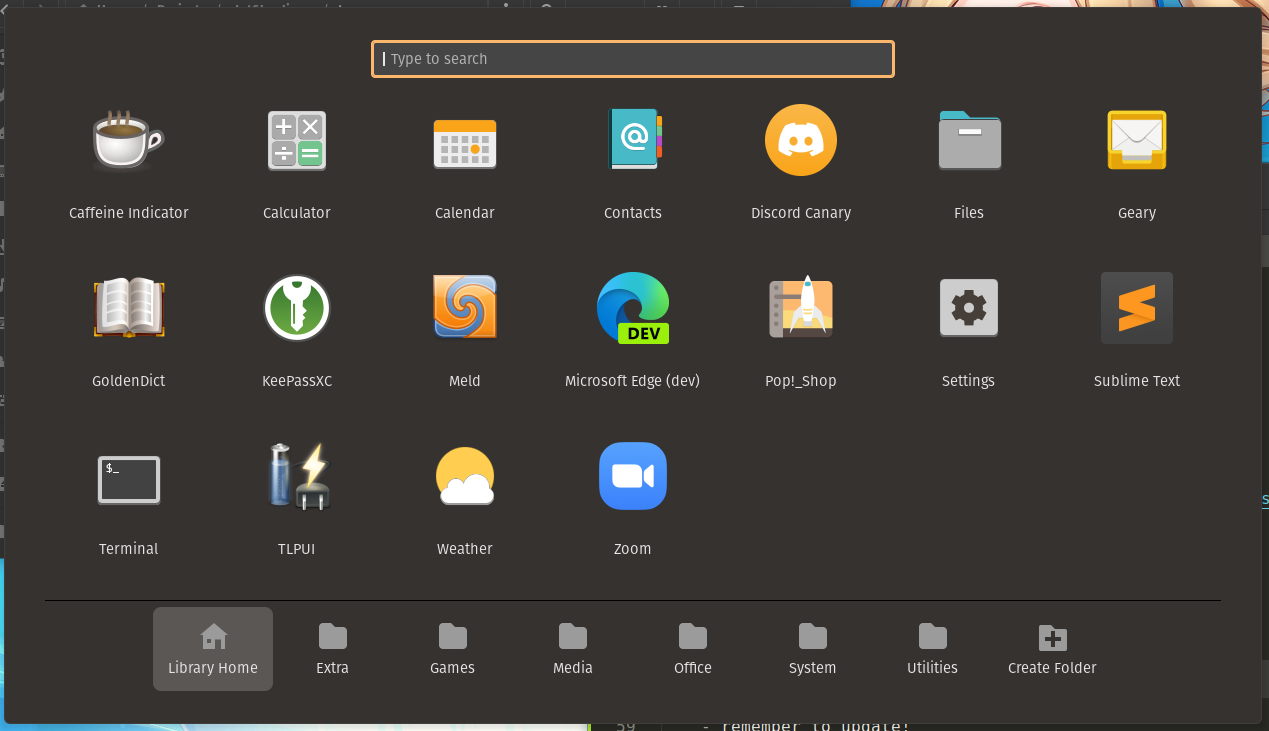 Type to search
Caffeine Indicator
Calculator
Calendar
Contacts
Discord Canary
Files
Geary
GoldenDict
KeePassXC
Meld
DEV
Microsoft Edge (dev)
Pop!_Shop
Settings
Sublime Text
$_
Terminal
TLPUI
Weather
Zoom
Library Home
Extra
Games
Media
Office
System
Utilities
Create Folder
59 - remember to update!